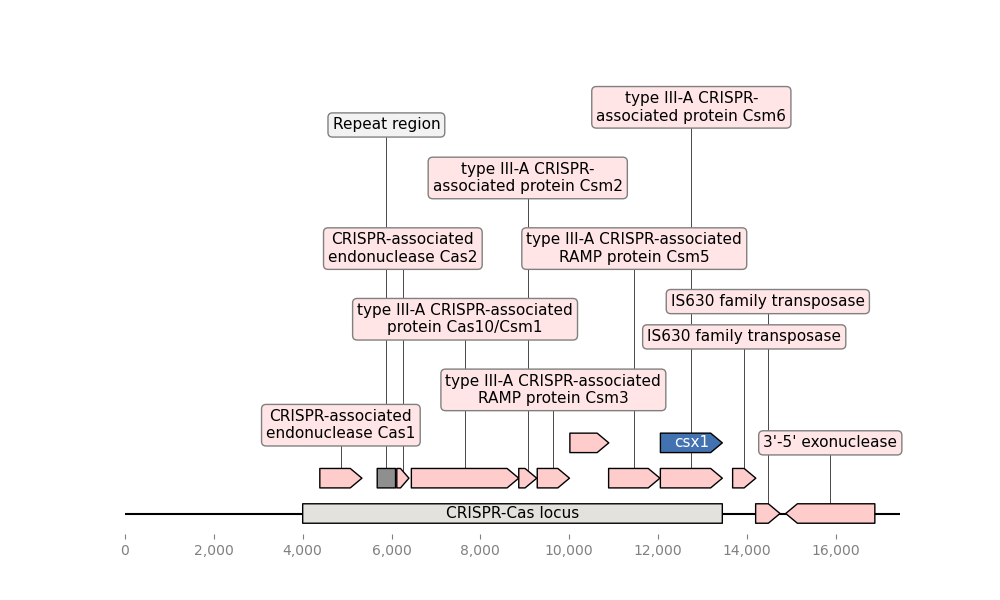 type III-A CRISPR-
associated protein Csm6
Repeat region
type III-A CRISPR-
associated protein Csm2
CRISPR-associated
endonuclease Cas2
type III-A CRISPR-associated
RAMP protein Csm5
IS630 family transposase
type III-A CRISPR-associated
protein Cas10/Csm1
IS630 family transposase
type III-A CRISPR-associated
RAMP protein Csm3
CRISPR-associated
endonuclease Cas1
csx1
3'-5' exonuclease
CRISPR-Cas locus
0 2,000 4,000 6,000 8,000 10,000 12,000 14,000 16,000